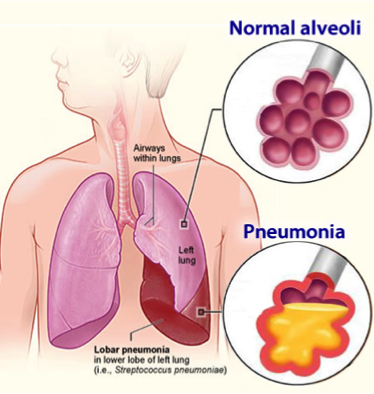 Normal alveoli
Airways
within lungs
Left
lung
Pneumonia
Lobar pneumonia
in lower lobe of left lung
(i.e., Streptococcus pneumoniae)